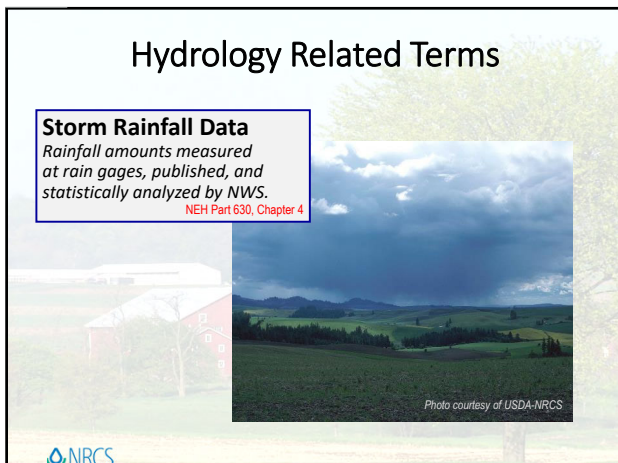 Hydrology Related Terms
Storm Rainfall Data
Rainfall amounts measured
at rain gages, published, and
statistically analyzed by NWS.
NEH Part 630, Chapter 4
Photo courtesy of USDA-NRCS
NRCS